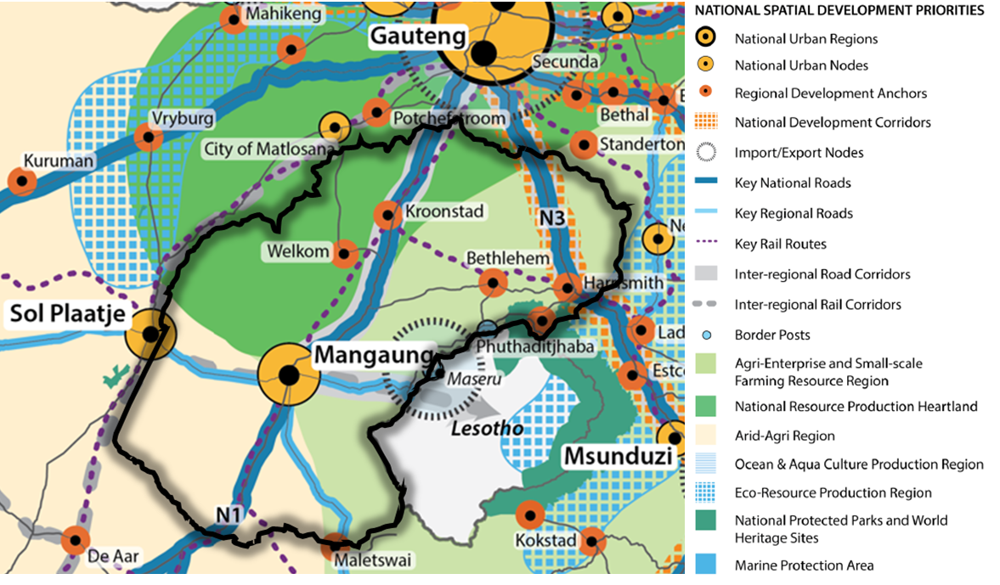 Mahikeng
Gauteng
Secunda
Bethal
Vryburg
Potchefstroom
City of Matlosana
Standerton
Kuruman
Kroonstad
N3
Ne
Welkom
Bethlehem
Harrismith
Sol Plaatje
Phuthaditjhaba
Lad
Mangaung
Maseru
Estc
Lesotho
Msunduzi
N1
Kokstad
De Aar
Maletswai
NATIONAL SPATIAL DEVELOPMENT PRIORITIES
National Urban Regions
National Urban Nodes
Regional Development Anchors
National Development Corridors
Import/Export Nodes
Key National Roads
Key Regional Roads
Key Rail Routes
Inter-regional Road Corridors
Inter-regional Rail Corridors
Border Posts
Agri-Enterprise and Small-scale
Farming Resource Region
National Resource Production Heartland
Arid-Agri Region
Ocean & Aqua Culture Production Region
Eco-Resource Production Region
National Protected Parks and World
Heritage Sites
Marine Protection Area